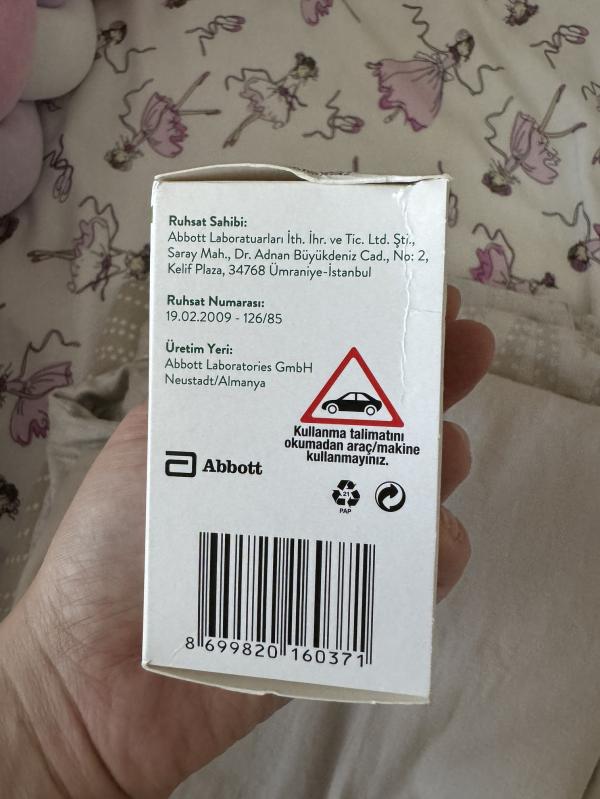 Ruhsat Sahibi:
Abbott Laboratuarları İth. İhr. ve Tic. Ltd. Şti.,
Saray Mah., Dr. Adnan Büyükdeniz Cad., No: 2,
Kelif Plaza, 34768 Ümraniye-İstanbul
Ruhsat Numarası:
19.02.2009 - 126/85
Üretim Yeri:
Abbott Laboratories GmbH
Neustadt/Almanya
Kullanma talimatını
okumadan araç/makine
kullanmayınız.
Abbott
21
PAP
8 699820 160371